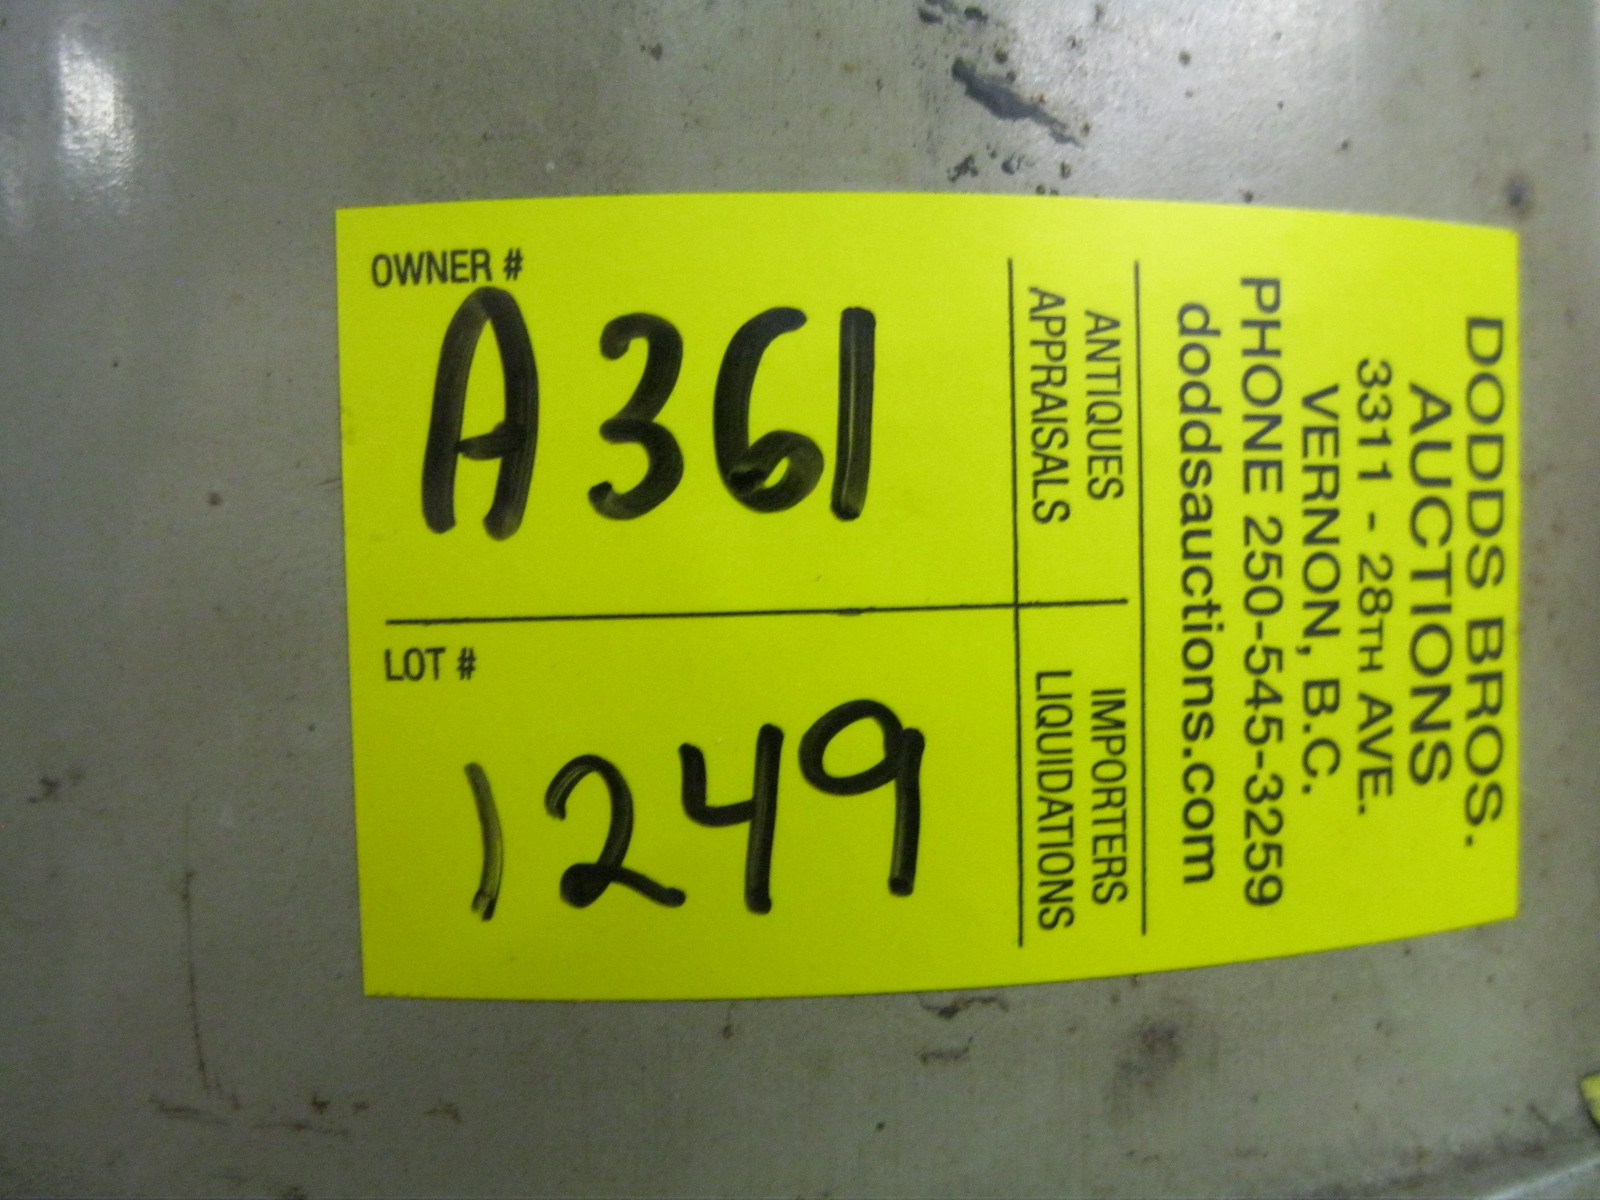 DODDS BROS.
AUCTIONS
3311 - 28TH AVE.
VERNON, B.C.
PHONE 250-545-3259
doddsauctions.com
ANTIQUES
APPRAISALS
IMPORTERS
LIQUIDATIONS
OWNER #
A361
LOT #
1249